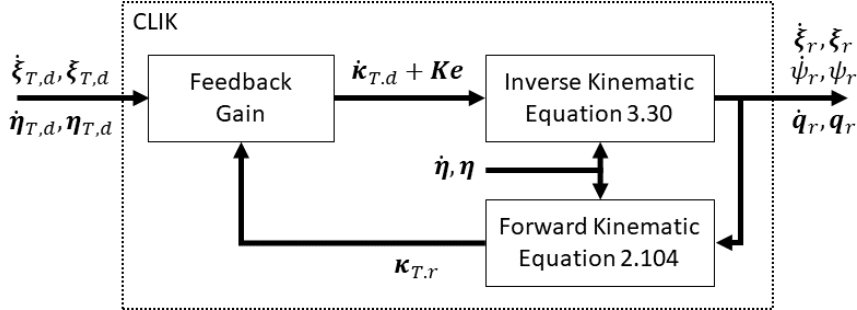 CLIK
ξ̇_{T,d}, ξ_{T,d}
η̇_{T,d}, η_{T,d}
Feedback
Gain
κ̇_{T.d} + Ke
Inverse Kinematic
Equation 3.30
ξ̇_r, ξ_r
ψ̇_r, ψ_r
q̇_r, q_r
η̇, η
Forward Kinematic
Equation 2.104
κ_{T.r}